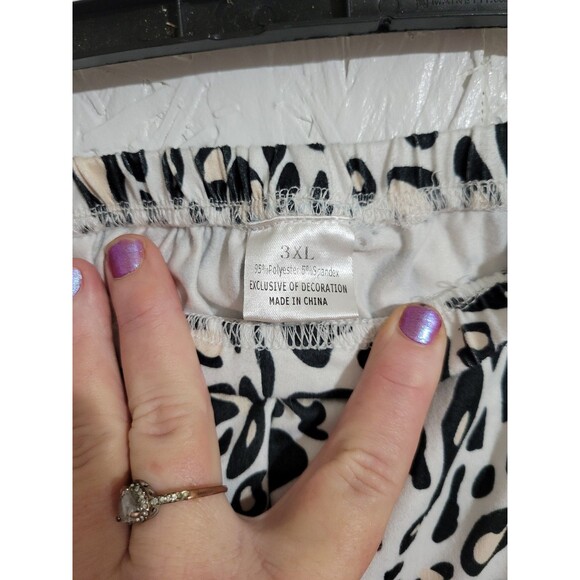 3XL
95% Polyester 5% Spandex
EXCLUSIVE OF DECORATION
MADE IN CHINA